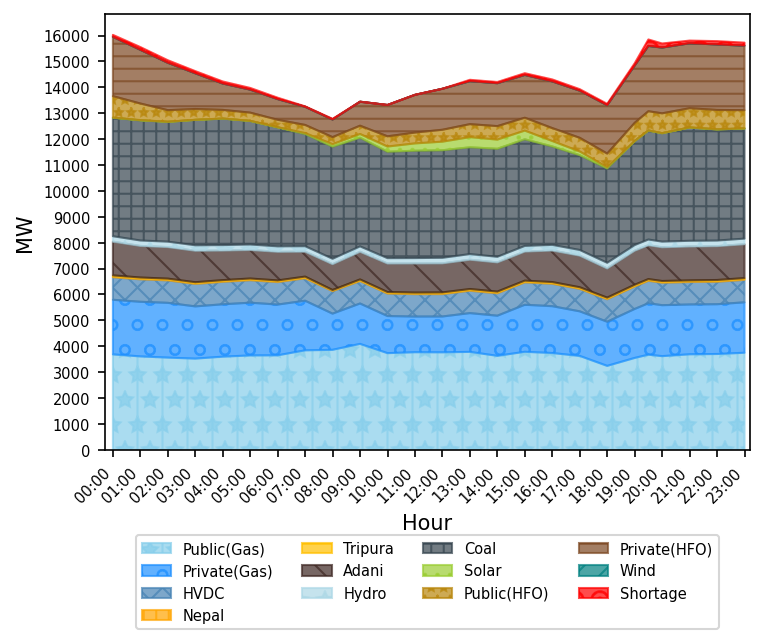 16000
15000
14000
13000
12000
11000
10000
9000
8000
7000
6000
5000
4000
3000
2000
1000
0
MW
00:00 01:00 02:00 03:00 04:00 05:00 06:00 07:00 08:00 09:00 10:00 11:00 12:00 13:00 14:00 15:00 16:00 17:00 18:00 19:00 20:00 21:00 22:00 23:00
Hour
Public(Gas) Tripura Coal Private(HFO)
Private(Gas) Adani Solar Wind
HVDC Hydro Public(HFO) Shortage
Nepal